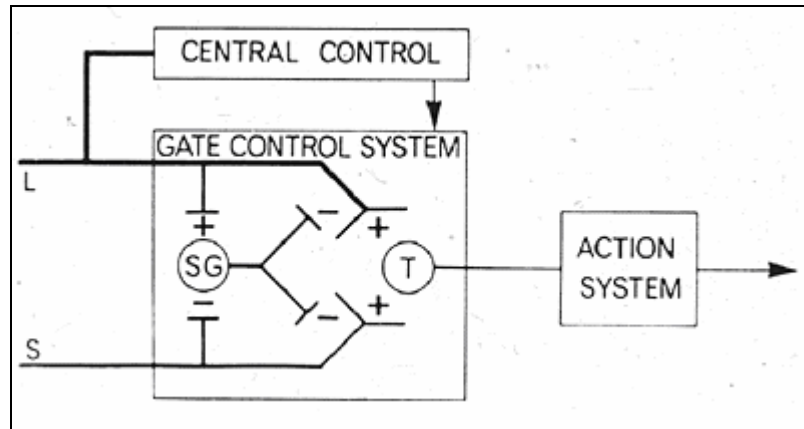 CENTRAL CONTROL
GATE CONTROL SYSTEM
L
+
-
+
SG
T
ACTION
SYSTEM
-
-
+
S